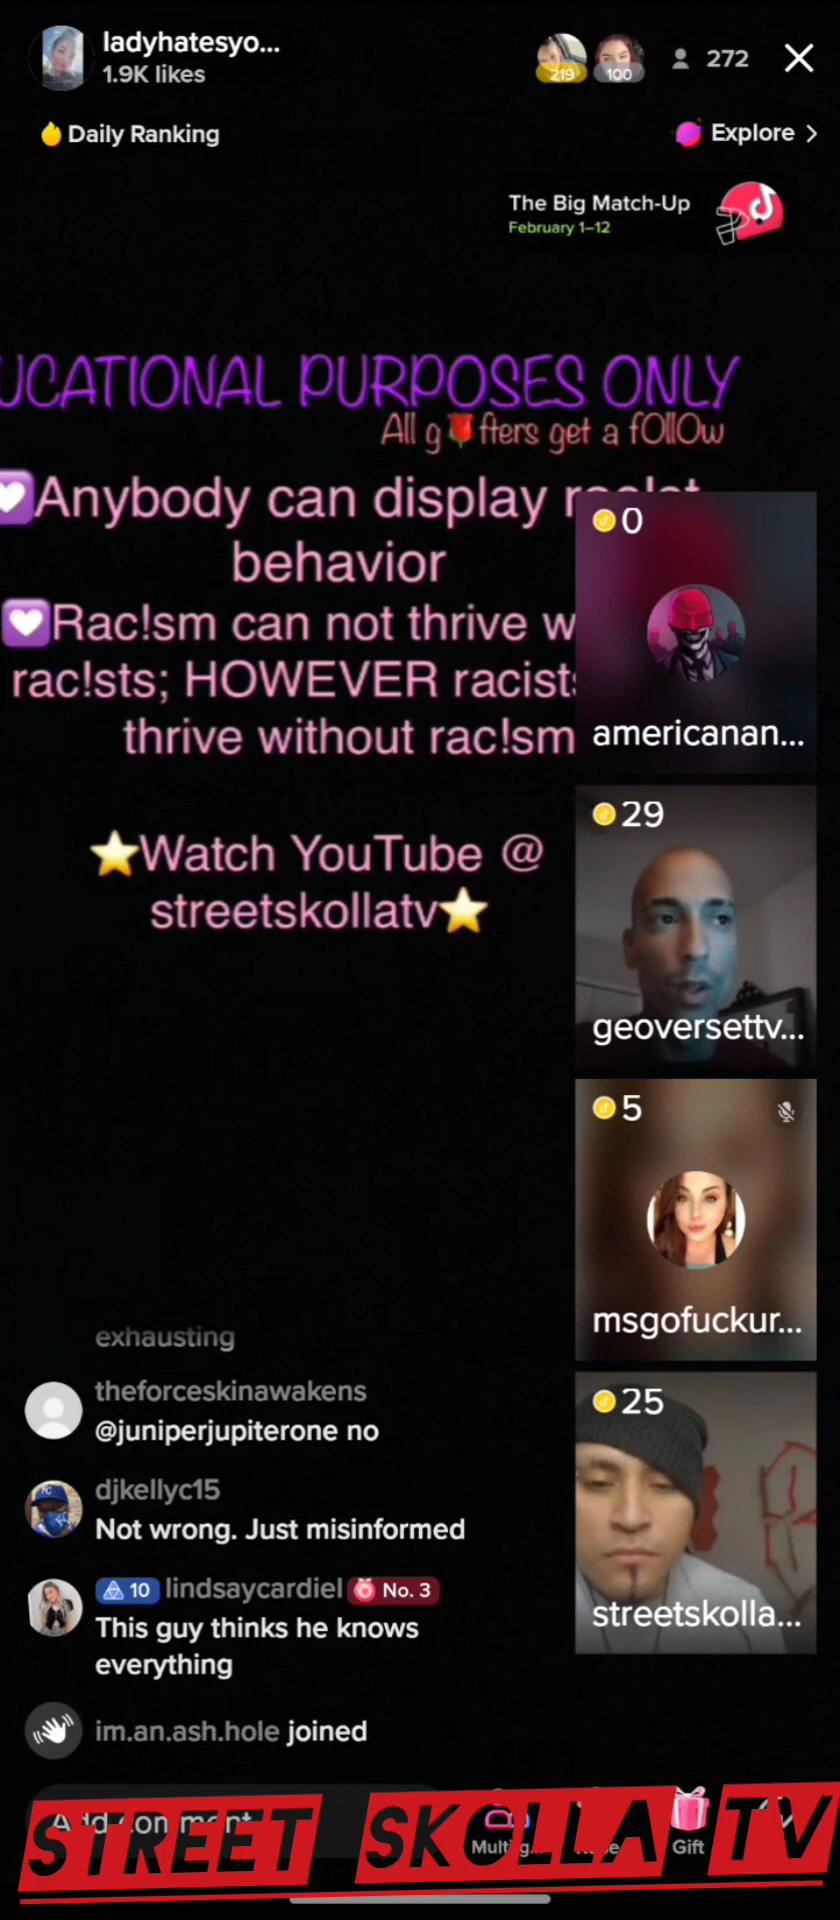 ladyhatesyo...
1.9K likes
219
100
272
Daily Ranking
Explore
The Big Match-Up
February 1–12
UCATIONAL PURPOSES ONLY
All g fters get a fOllOw
Anybody can display
behavior
Rac!sm can not thrive w
rac!sts; HOWEVER racists
thrive without rac!sm
Watch YouTube @
streetskollatv
0
americanan...
29
geoversettv...
5
msgofuckur...
25
streetskolla...
exhausting
theforeskinawakens
@juniperjupiterone no
djkellyc15
Not wrong. Just misinformed
10 lindsaycardiel No. 3
This guy thinks he knows
everything
im.an.ash.hole joined
Add comment
Gift
STREET SKOLLA TV